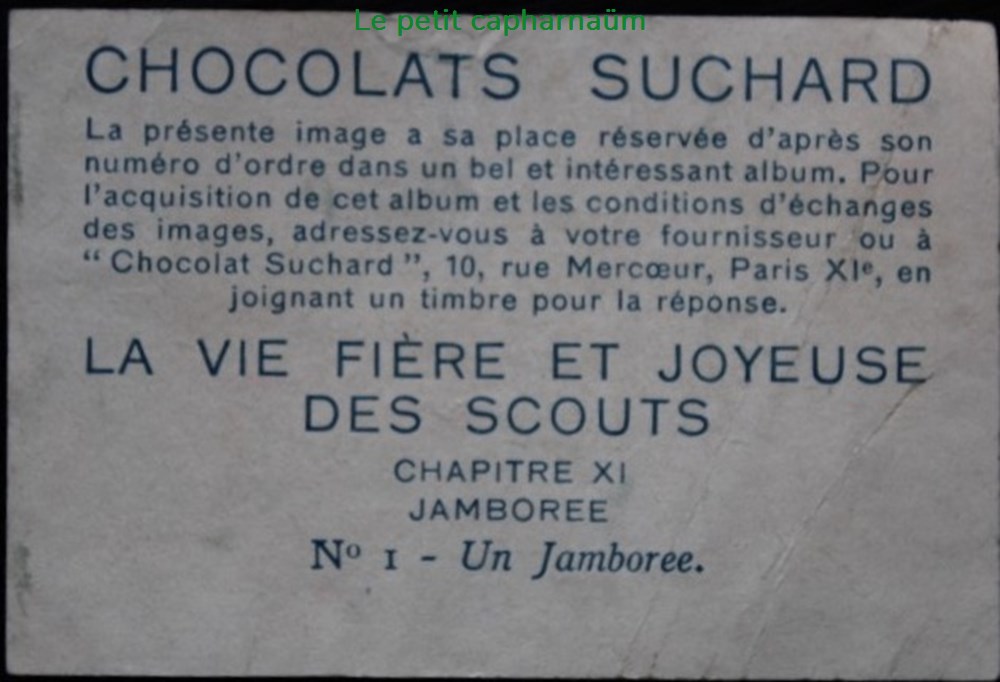 Le petit capharnaüm
CHOCOLATS SUCHARD
La présente image a sa place réservée d'après son
numéro d'ordre dans un bel et intéressant album. Pour
l'acquisition de cet album et les conditions d'échanges
des images, adressez-vous à votre fournisseur ou à
“ Chocolat Suchard ”, 10, rue Mercœur, Paris XIᵉ, en
joignant un timbre pour la réponse.
LA VIE FIÈRE ET JOYEUSE
DES SCOUTS
CHAPITRE XI
JAMBOREE
Nº 1 - Un Jamboree.